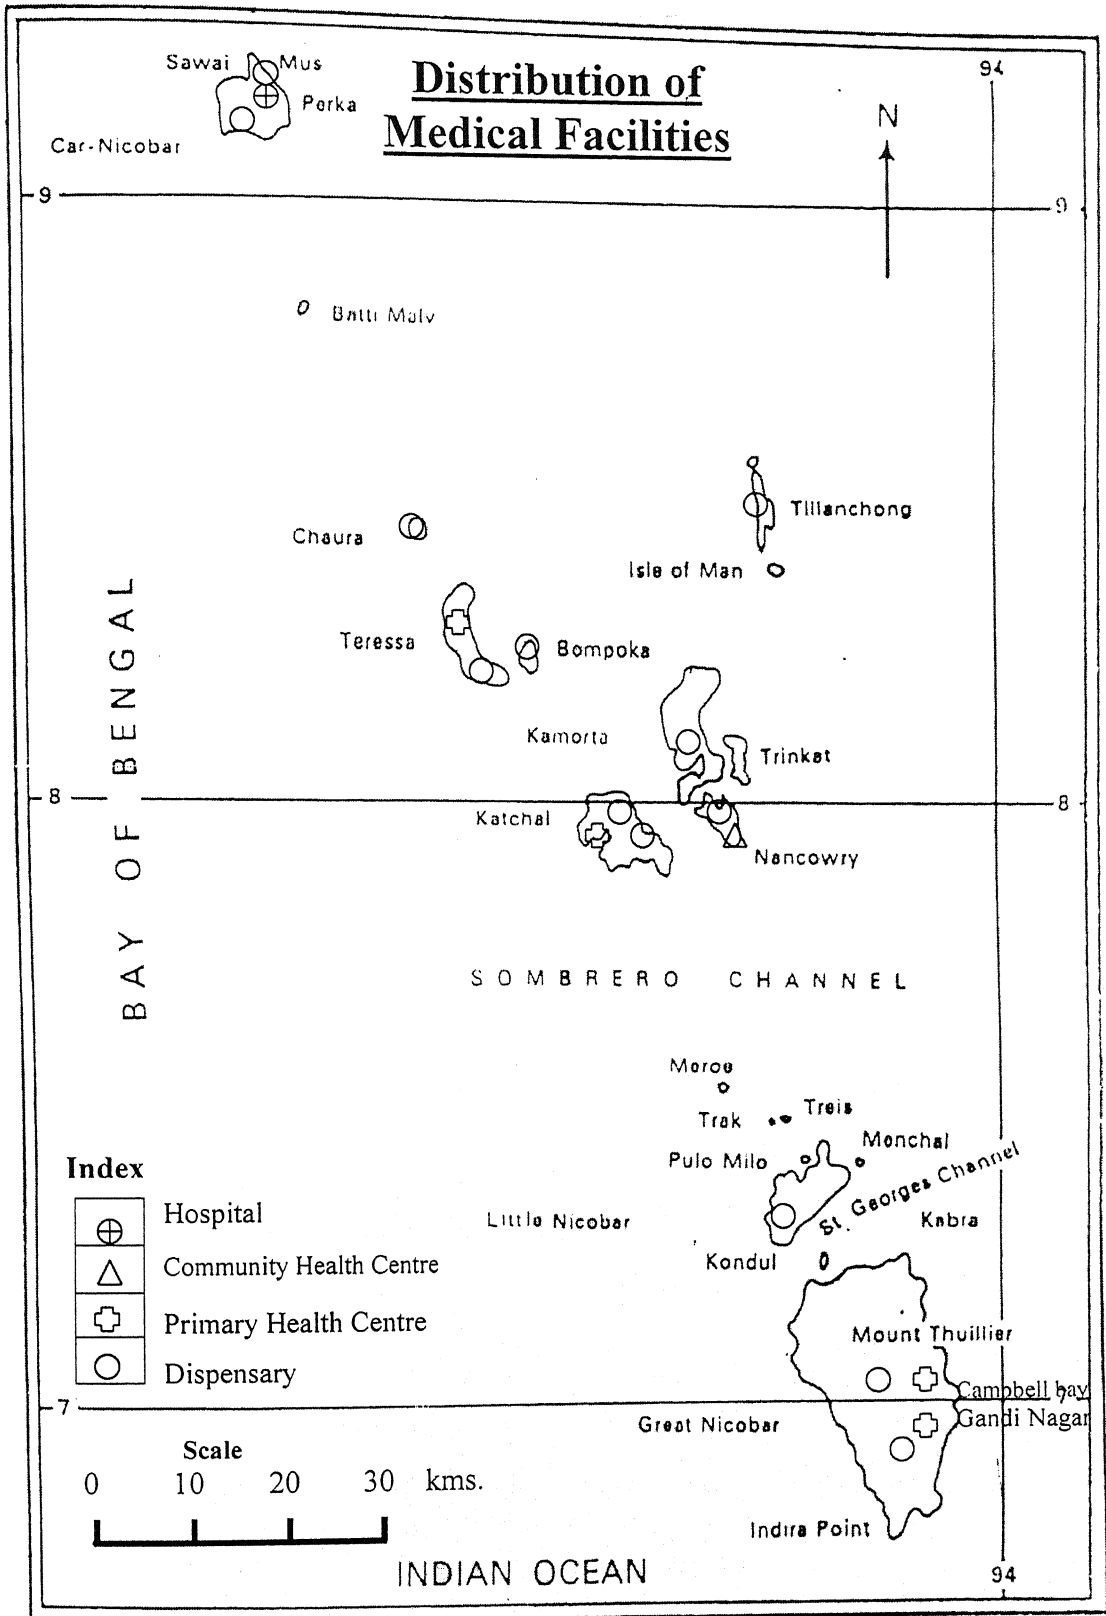 Distribution of
Medical Facilities
94
N
Sawai
Mus
Perka
Car-Nicobar
9
9
Batti Malv
Tillanchong
Chaura
Isle of Man
Teressa
Bompoka
Kamorta
Trinkat
8
8
Katchal
Nancowry
BAY OF BENGAL
SOMBRERO CHANNEL
Meroe
Trak
Treis
Menchal
Pulo Milo
St. Georges Channel
Little Nicobar
Kabra
Kondul
Mount Thuillier
Campbell bay
7
7
Gandi Nagar
Great Nicobar
Indira Point
Index
Hospital
Community Health Centre
Primary Health Centre
Dispensary
Scale
0 10 20 30 kms.
INDIAN OCEAN
94